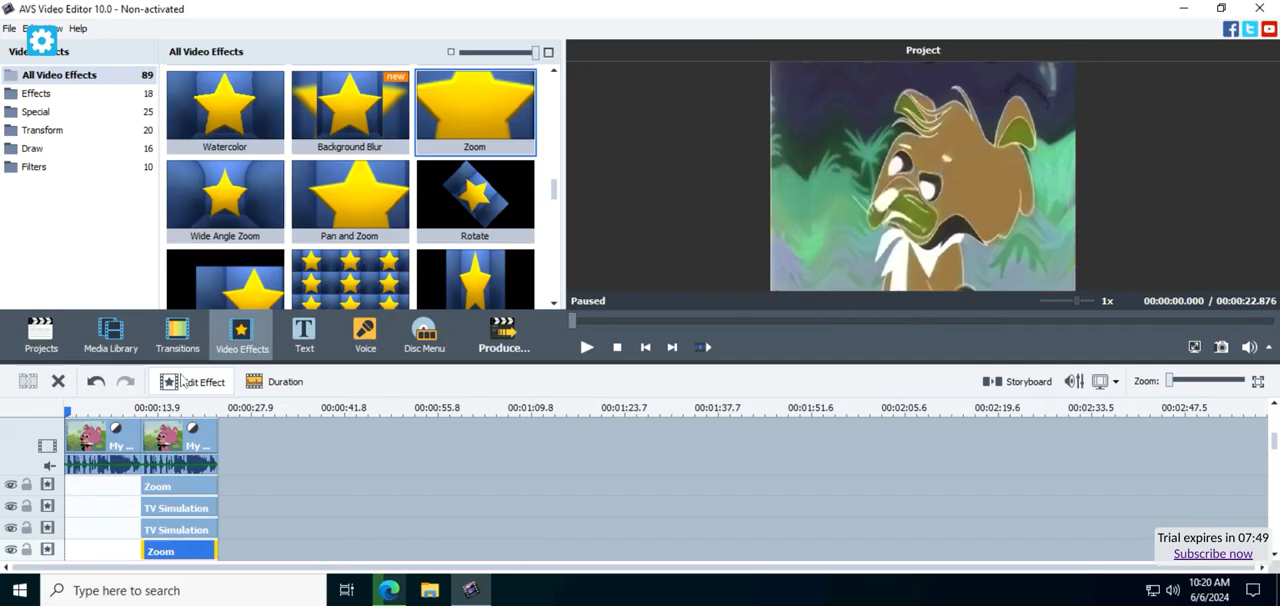 AVS Video Editor 10.0 - Non-activated
File Help
All Video Effects
Project
All Video Effects 89
Effects 18
Special 25
Transform 20
Draw 16
Filters 10
new
Watercolor Background Blur Zoom
Wide Angle Zoom Pan and Zoom Rotate
Paused 1x 00:00:00.000 / 00:00:22.876
Projects Media Library Transitions Video Effects Text Voice Disc Menu Produce...
dit Effect Duration Storyboard Zoom:
00:00:13.9 00:00:27.9 00:00:41.8 00:00:55.8 00:01:09.8 00:01:23.7 00:01:37.7 00:01:51.6 00:02:05.6 00:02:19.6 00:02:33.5 00:02:47.5
My ... My ...
Zoom
TV Simulation
TV Simulation
Zoom
Trial expires in 07:49
Subscribe now
Type here to search
10:20 AM
6/6/2024